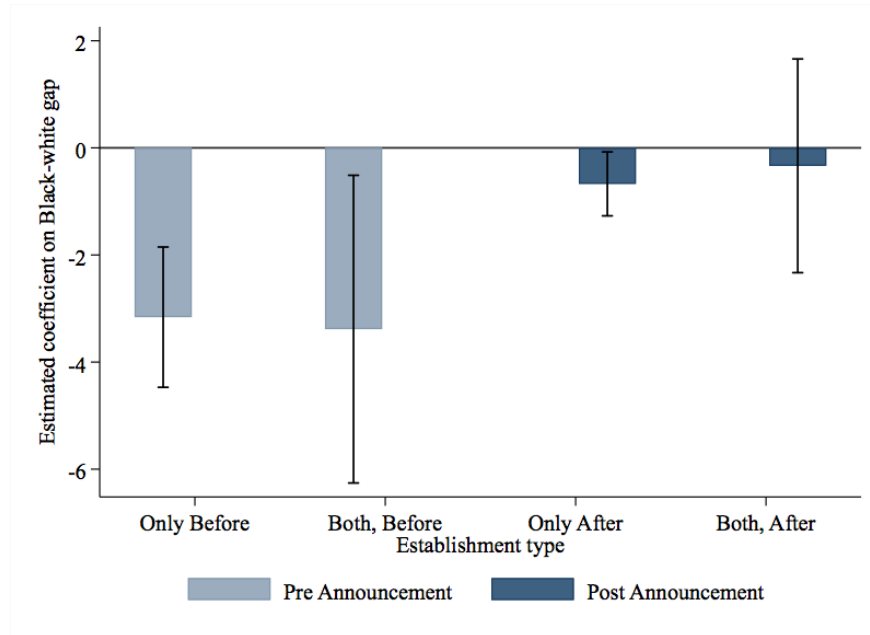 Estimated coefficient on Black-white gap
2
0
-2
-4
-6
Only Before
Both, Before
Only After
Both, After
Establishment type
Pre Announcement
Post Announcement